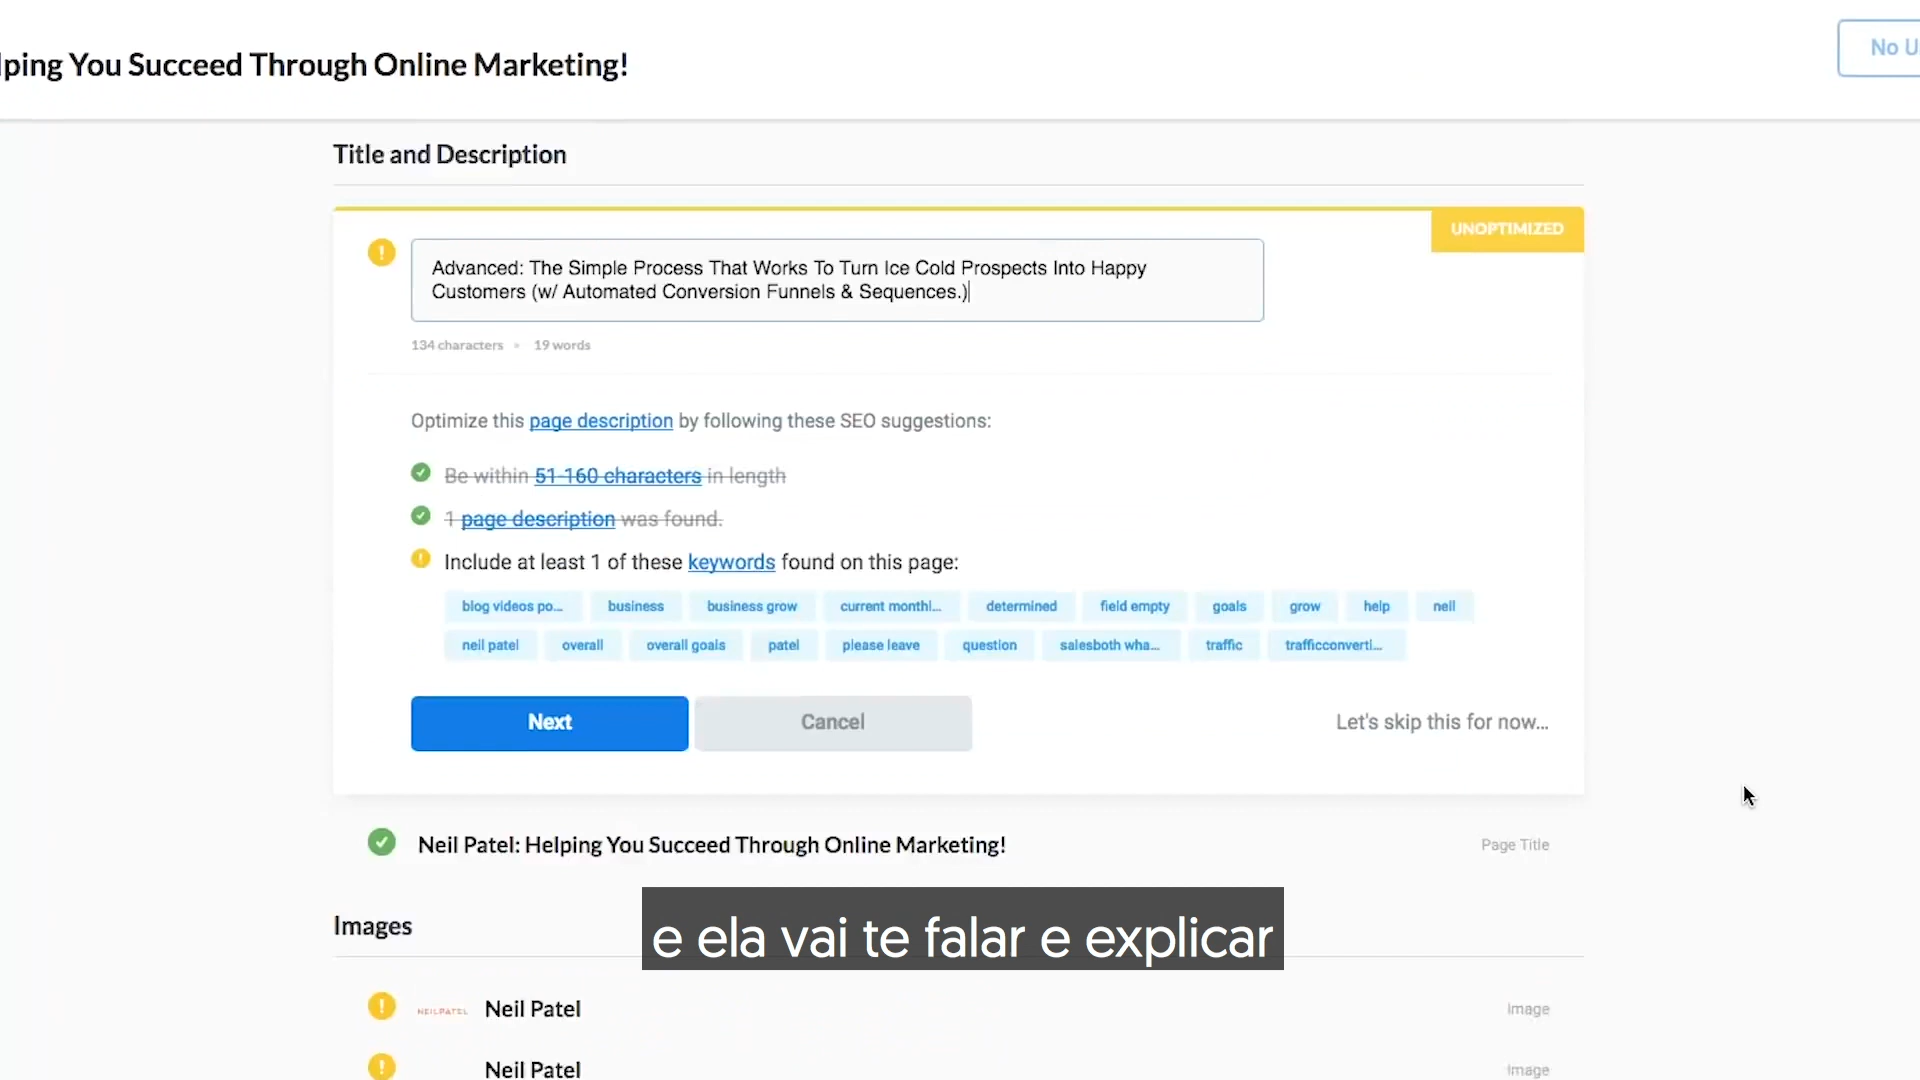 lping You Succeed Through Online Marketing!
No U
Title and Description
UNOPTIMIZED
Advanced: The Simple Process That Works To Turn Ice Cold Prospects Into Happy
Customers (w/ Automated Conversion Funnels & Sequences.)
134 characters • 19 words
Optimize this page description by following these SEO suggestions:
Be within 51-160 characters in length
1 page description was found.
Include at least 1 of these keywords found on this page:
blog videos po... business business grow current monthl... determined field empty goals grow help neil
neil patel overall overall goals patel please leave question salesboth wha... traffic trafficconverti...
Next Cancel Let's skip this for now...
Neil Patel: Helping You Succeed Through Online Marketing! Page Title
e ela vai te falar e explicar
Images
NEILPATEL Neil Patel Image
Neil Patel Image